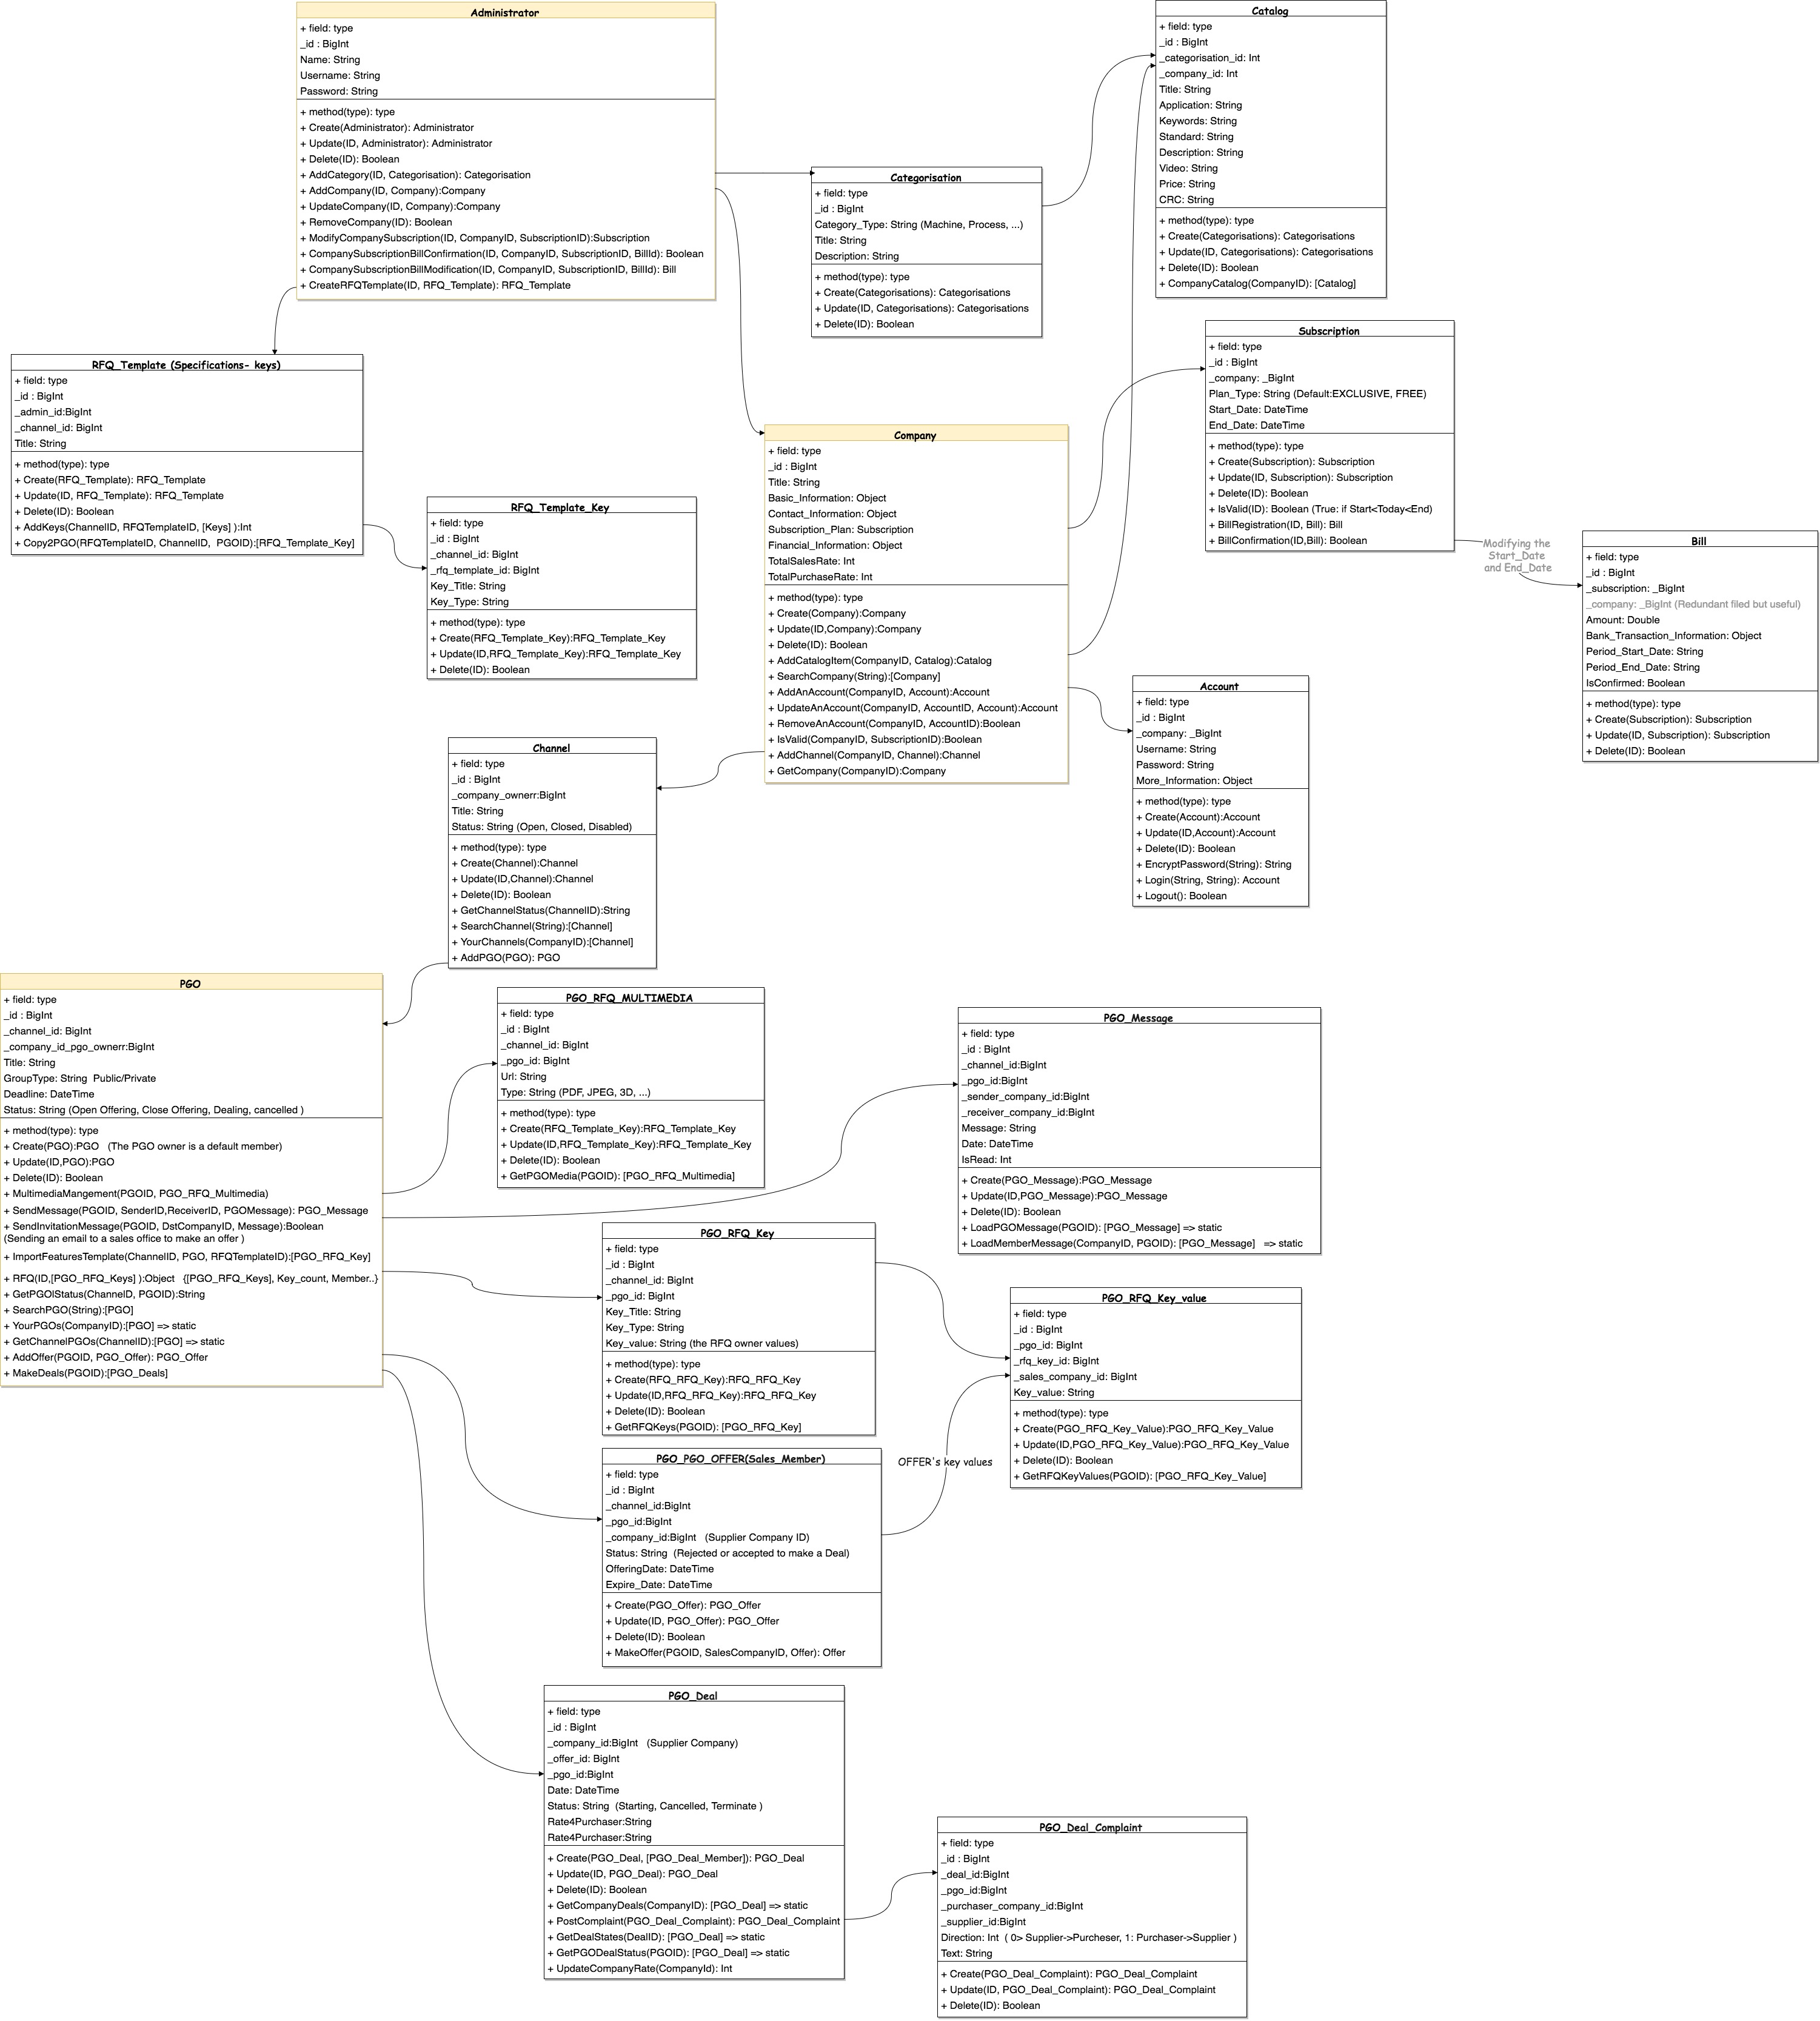 Administrator
+ field: type
_id : BigInt
Name: String
Username: String
Password: String
+ method(type): type
+ Create(Administrator): Administrator
+ Update(ID, Administrator): Administrator
+ Delete(ID): Boolean
+ AddCategory(ID, Categorisation): Categorisation
+ AddCompany(ID, Company):Company
+ UpdateCompany(ID, Company):Company
+ RemoveCompany(ID): Boolean
+ ModifyCompanySubscription(ID, CompanyID, SubscriptionID):Subscription
+ CompanySubscriptionBillConfirmation(ID, CompanyID, SubscriptionID, BillId): Boolean
+ CompanySubscriptionBillModification(ID, CompanyID, SubscriptionID, BillId): Bill
+ CreateRFQTemplate(ID, RFQ_Template): RFQ_Template
Catalog
+ field: type
_id : BigInt
_categorisation_id: Int
_company_id: Int
Title: String
Application: String
Keywords: String
Standard: String
Description: String
Video: String
Price: String
CRC: String
+ method(type): type
+ Create(Categorisations): Categorisations
+ Update(ID, Categorisations): Categorisations
+ Delete(ID): Boolean
+ CompanyCatalog(CompanyID): [Catalog]
Categorisation
+ field: type
_id : BigInt
Category_Type: String (Machine, Process, ...)
Title: String
Description: String
+ method(type): type
+ Create(Categorisations): Categorisations
+ Update(ID, Categorisations): Categorisations
+ Delete(ID): Boolean
Subscription
+ field: type
_id : BigInt
_company: _BigInt
Plan_Type: String (Default:EXCLUSIVE, FREE)
Start_Date: DateTime
End_Date: DateTime
+ method(type): type
+ Create(Subscription): Subscription
+ Update(ID, Subscription): Subscription
+ Delete(ID): Boolean
+ IsValid(ID): Boolean (True: if Start<Today<End)
+ BillRegistration(ID, Bill): Bill
+ BillConfirmation(ID,Bill): Boolean
Modifying the
Start_Date
and End_Date
Bill
+ field: type
_id : BigInt
_subscription: _BigInt
_company: _BigInt (Redundant filed but useful)
Amount: Double
Bank_Transaction_Information: Object
Period_Start_Date: String
Period_End_Date: String
IsConfirmed: Boolean
+ method(type): type
+ Create(Subscription): Subscription
+ Update(ID, Subscription): Subscription
+ Delete(ID): Boolean
RFQ_Template (Specifications- keys)
+ field: type
_id : BigInt
_admin_id:BigInt
_channel_id: BigInt
Title: String
+ method(type): type
+ Create(RFQ_Template): RFQ_Template
+ Update(ID, RFQ_Template): RFQ_Template
+ Delete(ID): Boolean
+ AddKeys(ChannelID, RFQTemplateID, [Keys] ):Int
+ Copy2PGO(RFQTemplateID, ChannelID, PGOID):[RFQ_Template_Key]
RFQ_Template_Key
+ field: type
_id : BigInt
_channel_id: BigInt
_rfq_template_id: BigInt
Key_Title: String
Key_Type: String
+ method(type): type
+ Create(RFQ_Template_Key):RFQ_Template_Key
+ Update(ID,RFQ_Template_Key):RFQ_Template_Key
+ Delete(ID): Boolean
Company
+ field: type
_id : BigInt
Title: String
Basic_Information: Object
Contact_Information: Object
Subscription_Plan: Subscription
Financial_Information: Object
TotalSalesRate: Int
TotalPurchaseRate: Int
+ method(type): type
+ Create(Company):Company
+ Update(ID,Company):Company
+ Delete(ID): Boolean
+ AddCatalogItem(CompanyID, Catalog):Catalog
+ SearchCompany(String):[Company]
+ AddAnAccount(CompanyID, Account):Account
+ UpdateAnAccount(CompanyID, AccountID, Account):Account
+ RemoveAnAccount(CompanyID, AccountID):Boolean
+ IsValid(CompanyID, SubscriptionID):Boolean
+ AddChannel(CompanyID, Channel):Channel
+ GetCompany(CompanyID):Company
Account
+ field: type
_id : BigInt
_company: _BigInt
Username: String
Password: String
More_Information: Object
+ method(type): type
+ Create(Account):Account
+ Update(ID,Account):Account
+ Delete(ID): Boolean
+ EncryptPassword(String): String
+ Login(String, String): Account
+ Logout(): Boolean
Channel
+ field: type
_id : BigInt
_company_ownerr:BigInt
Title: String
Status: String (Open, Closed, Disabled)
+ method(type): type
+ Create(Channel):Channel
+ Update(ID,Channel):Channel
+ Delete(ID): Boolean
+ GetChannelStatus(ChannelID):String
+ SearchChannel(String):[Channel]
+ YourChannels(CompanyID):[Channel]
+ AddPGO(PGO): PGO
PGO
+ field: type
_id : BigInt
_channel_id: BigInt
_company_id_pgo_ownerr:BigInt
Title: String
GroupType: String Public/Private
Deadline: DateTime
Status: String (Open Offering, Close Offering, Dealing, cancelled )
+ method(type): type
+ Create(PGO):PGO (The PGO owner is a default member)
+ Update(ID,PGO):PGO
+ Delete(ID): Boolean
+ MultimediaMangement(PGOID, PGO_RFQ_Multimedia)
+ SendMessage(PGOID, SenderID,ReceiverID, PGOMessage): PGO_Message
+ SendInvitationMessage(PGOID, DstCompanyID, Message):Boolean
(Sending an email to a sales office to make an offer )
+ ImportFeaturesTemplate(ChannelID, PGO, RFQTemplateID):[PGO_RFQ_Key]
+ RFQ(ID,[PGO_RFQ_Keys] ):Object {[PGO_RFQ_Keys], Key_count, Member..}
+ GetPGOlStatus(ChannelID, PGOID):String
+ SearchPGO(String):[PGO]
+ YourPGOs(CompanyID):[PGO] => static
+ GetChannelPGOs(ChannelID):[PGO] => static
+ AddOffer(PGOID, PGO_Offer): PGO_Offer
+ MakeDeals(PGOID):[PGO_Deals]
PGO_RFQ_MULTIMEDIA
+ field: type
_id : BigInt
_channel_id: BigInt
_pgo_id: BigInt
Url: String
Type: String (PDF, JPEG, 3D, ...)
+ method(type): type
+ Create(RFQ_Template_Key):RFQ_Template_Key
+ Update(ID,RFQ_Template_Key):RFQ_Template_Key
+ Delete(ID): Boolean
+ GetPGOMedia(PGOID): [PGO_RFQ_Multimedia]
PGO_Message
+ field: type
_id : BigInt
_channel_id:BigInt
_pgo_id:BigInt
_sender_company_id:BigInt
_receiver_company_id:BigInt
Message: String
Date: DateTime
IsRead: Int
+ Create(PGO_Message):PGO_Message
+ Update(ID,PGO_Message):PGO_Message
+ Delete(ID): Boolean
+ LoadPGOMessage(PGOID): [PGO_Message] => static
+ LoadMemberMessage(CompanyID, PGOID): [PGO_Message] => static
PGO_RFQ_Key
+ field: type
_id : BigInt
_channel_id: BigInt
_pgo_id: BigInt
Key_Title: String
Key_Type: String
Key_value: String (the RFQ owner values)
+ method(type): type
+ Create(RFQ_RFQ_Key):RFQ_RFQ_Key
+ Update(ID,RFQ_RFQ_Key):RFQ_RFQ_Key
+ Delete(ID): Boolean
+ GetRFQKeys(PGOID): [PGO_RFQ_Key]
PGO_RFQ_Key_value
+ field: type
_id : BigInt
_pgo_id: BigInt
_rfq_key_id: BigInt
_sales_company_id: BigInt
Key_value: String
+ method(type): type
+ Create(PGO_RFQ_Key_Value):PGO_RFQ_Key_Value
+ Update(ID,PGO_RFQ_Key_Value):PGO_RFQ_Key_Value
+ Delete(ID): Boolean
+ GetRFQKeyValues(PGOID): [PGO_RFQ_Key_Value]
OFFER's key values
PGO_PGO_OFFER(Sales_Member)
+ field: type
_id : BigInt
_channel_id:BigInt
_pgo_id:BigInt
_company_id:BigInt (Supplier Company ID)
Status: String (Rejected or accepted to make a Deal)
OfferingDate: DateTime
Expire_Date: DateTime
+ Create(PGO_Offer): PGO_Offer
+ Update(ID, PGO_Offer): PGO_Offer
+ Delete(ID): Boolean
+ MakeOffer(PGOID, SalesCompanyID, Offer): Offer
PGO_Deal
+ field: type
_id : BigInt
_company_id:BigInt (Supplier Company)
_offer_id: BigInt
_pgo_id:BigInt
Date: DateTime
Status: String (Starting, Cancelled, Terminate )
Rate4Purchaser:String
Rate4Purchaser:String
+ Create(PGO_Deal, [PGO_Deal_Member]): PGO_Deal
+ Update(ID, PGO_Deal): PGO_Deal
+ Delete(ID): Boolean
+ GetCompanyDeals(CompanyID): [PGO_Deal] => static
+ PostComplaint(PGO_Deal_Complaint): PGO_Deal_Complaint
+ GetDealStates(DealID): [PGO_Deal] => static
+ GetPGODealStatus(PGOID): [PGO_Deal] => static
+ UpdateCompanyRate(CompanyId): Int
PGO_Deal_Complaint
+ field: type
_id : BigInt
_deal_id:BigInt
_pgo_id:BigInt
_purchaser_company_id:BigInt
_supplier_id:BigInt
Direction: Int ( 0> Supplier->Purcheser, 1: Purchaser->Supplier )
Text: String
+ Create(PGO_Deal_Complaint): PGO_Deal_Complaint
+ Update(ID, PGO_Deal_Complaint): PGO_Deal_Complaint
+ Delete(ID): Boolean